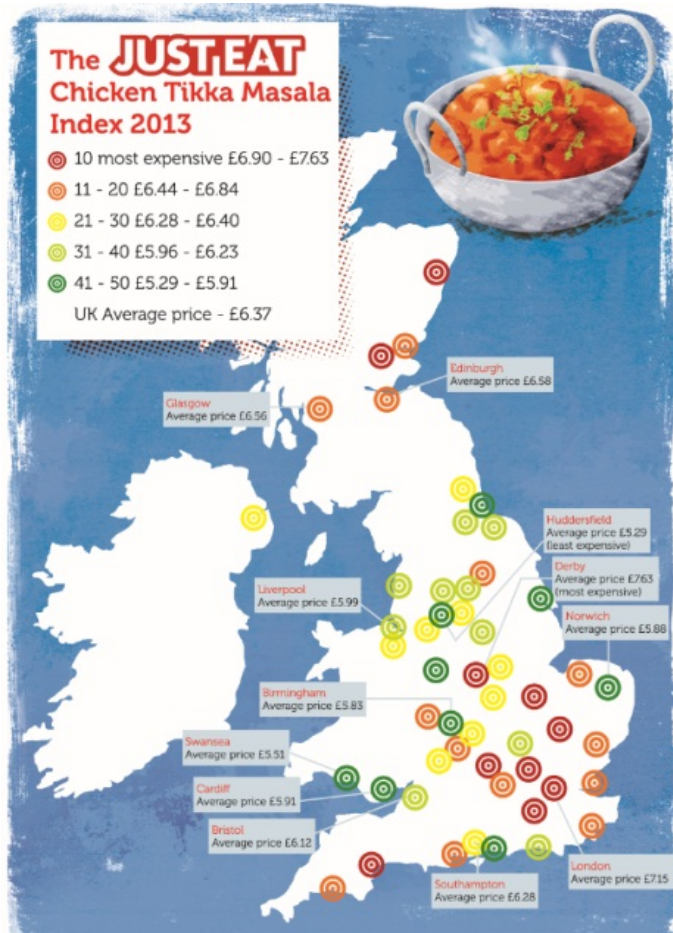 The JUST EAT
Chicken Tikka Masala
Index 2013
10 most expensive £6.90 - £7.63
11 - 20 £6.44 - £6.84
21 - 30 £6.28 - £6.40
31 - 40 £5.96 - £6.23
41 - 50 £5.29 - £5.91
UK Average price - £6.37
Edinburgh
Average price £6.58
Glasgow
Average price £6.56
Huddersfield
Average price £5.29
(least expensive)
Derby
Average price £7.63
(most expensive)
Liverpool
Average price £5.99
Norwich
Average price £5.88
Birmingham
Average price £5.83
Swansea
Average price £5.51
Cardiff
Average price £5.91
Bristol
Average price £6.12
London
Average price £7.15
Southampton
Average price £6.28